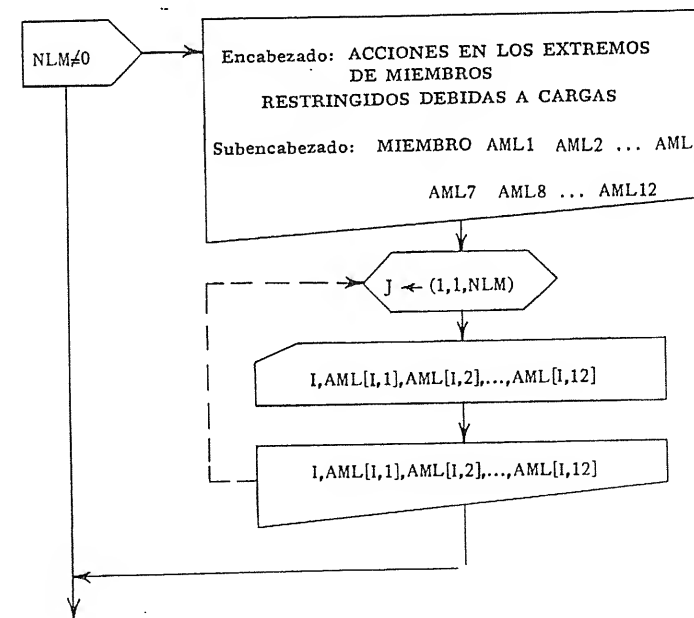 NLM≠0
Encabezado: ACCIONES EN LOS EXTREMOS
DE MIEMBROS
RESTRINGIDOS DEBIDAS A CARGAS
Subencabezado: MIEMBRO AML1 AML2 ... AML
AML7 AML8 ... AML12
J ← (1,1,NLM)
I,AML[I,1],AML[I,2],...,AML[I,12]
I,AML[I,1],AML[I,2],...,AML[I,12]